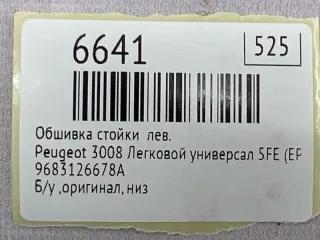 6641
525
Обшивка стойки лев.
Peugeot 3008 Легковой универсал 5FE (EP
9683126678A
Б/у ,оригинал, низ